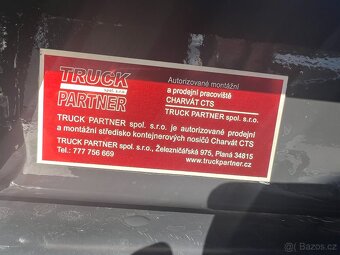 TRUCK
spol. s r.o.
PARTNER
Autorizované montážní
a prodejní pracoviště
CHARVÁT CTS
TRUCK PARTNER spol. s.r.o.
TRUCK PARTNER spol. s.r.o. je autorizované prodejní
a montážní středisko kontejnerových nosičů Charvát CTS
TRUCK PARTNER spol. s.r.o., Železničářské 975, Planá 34815
Tel.: 777 756 669
www.truckpartner.cz
Bazos.cz